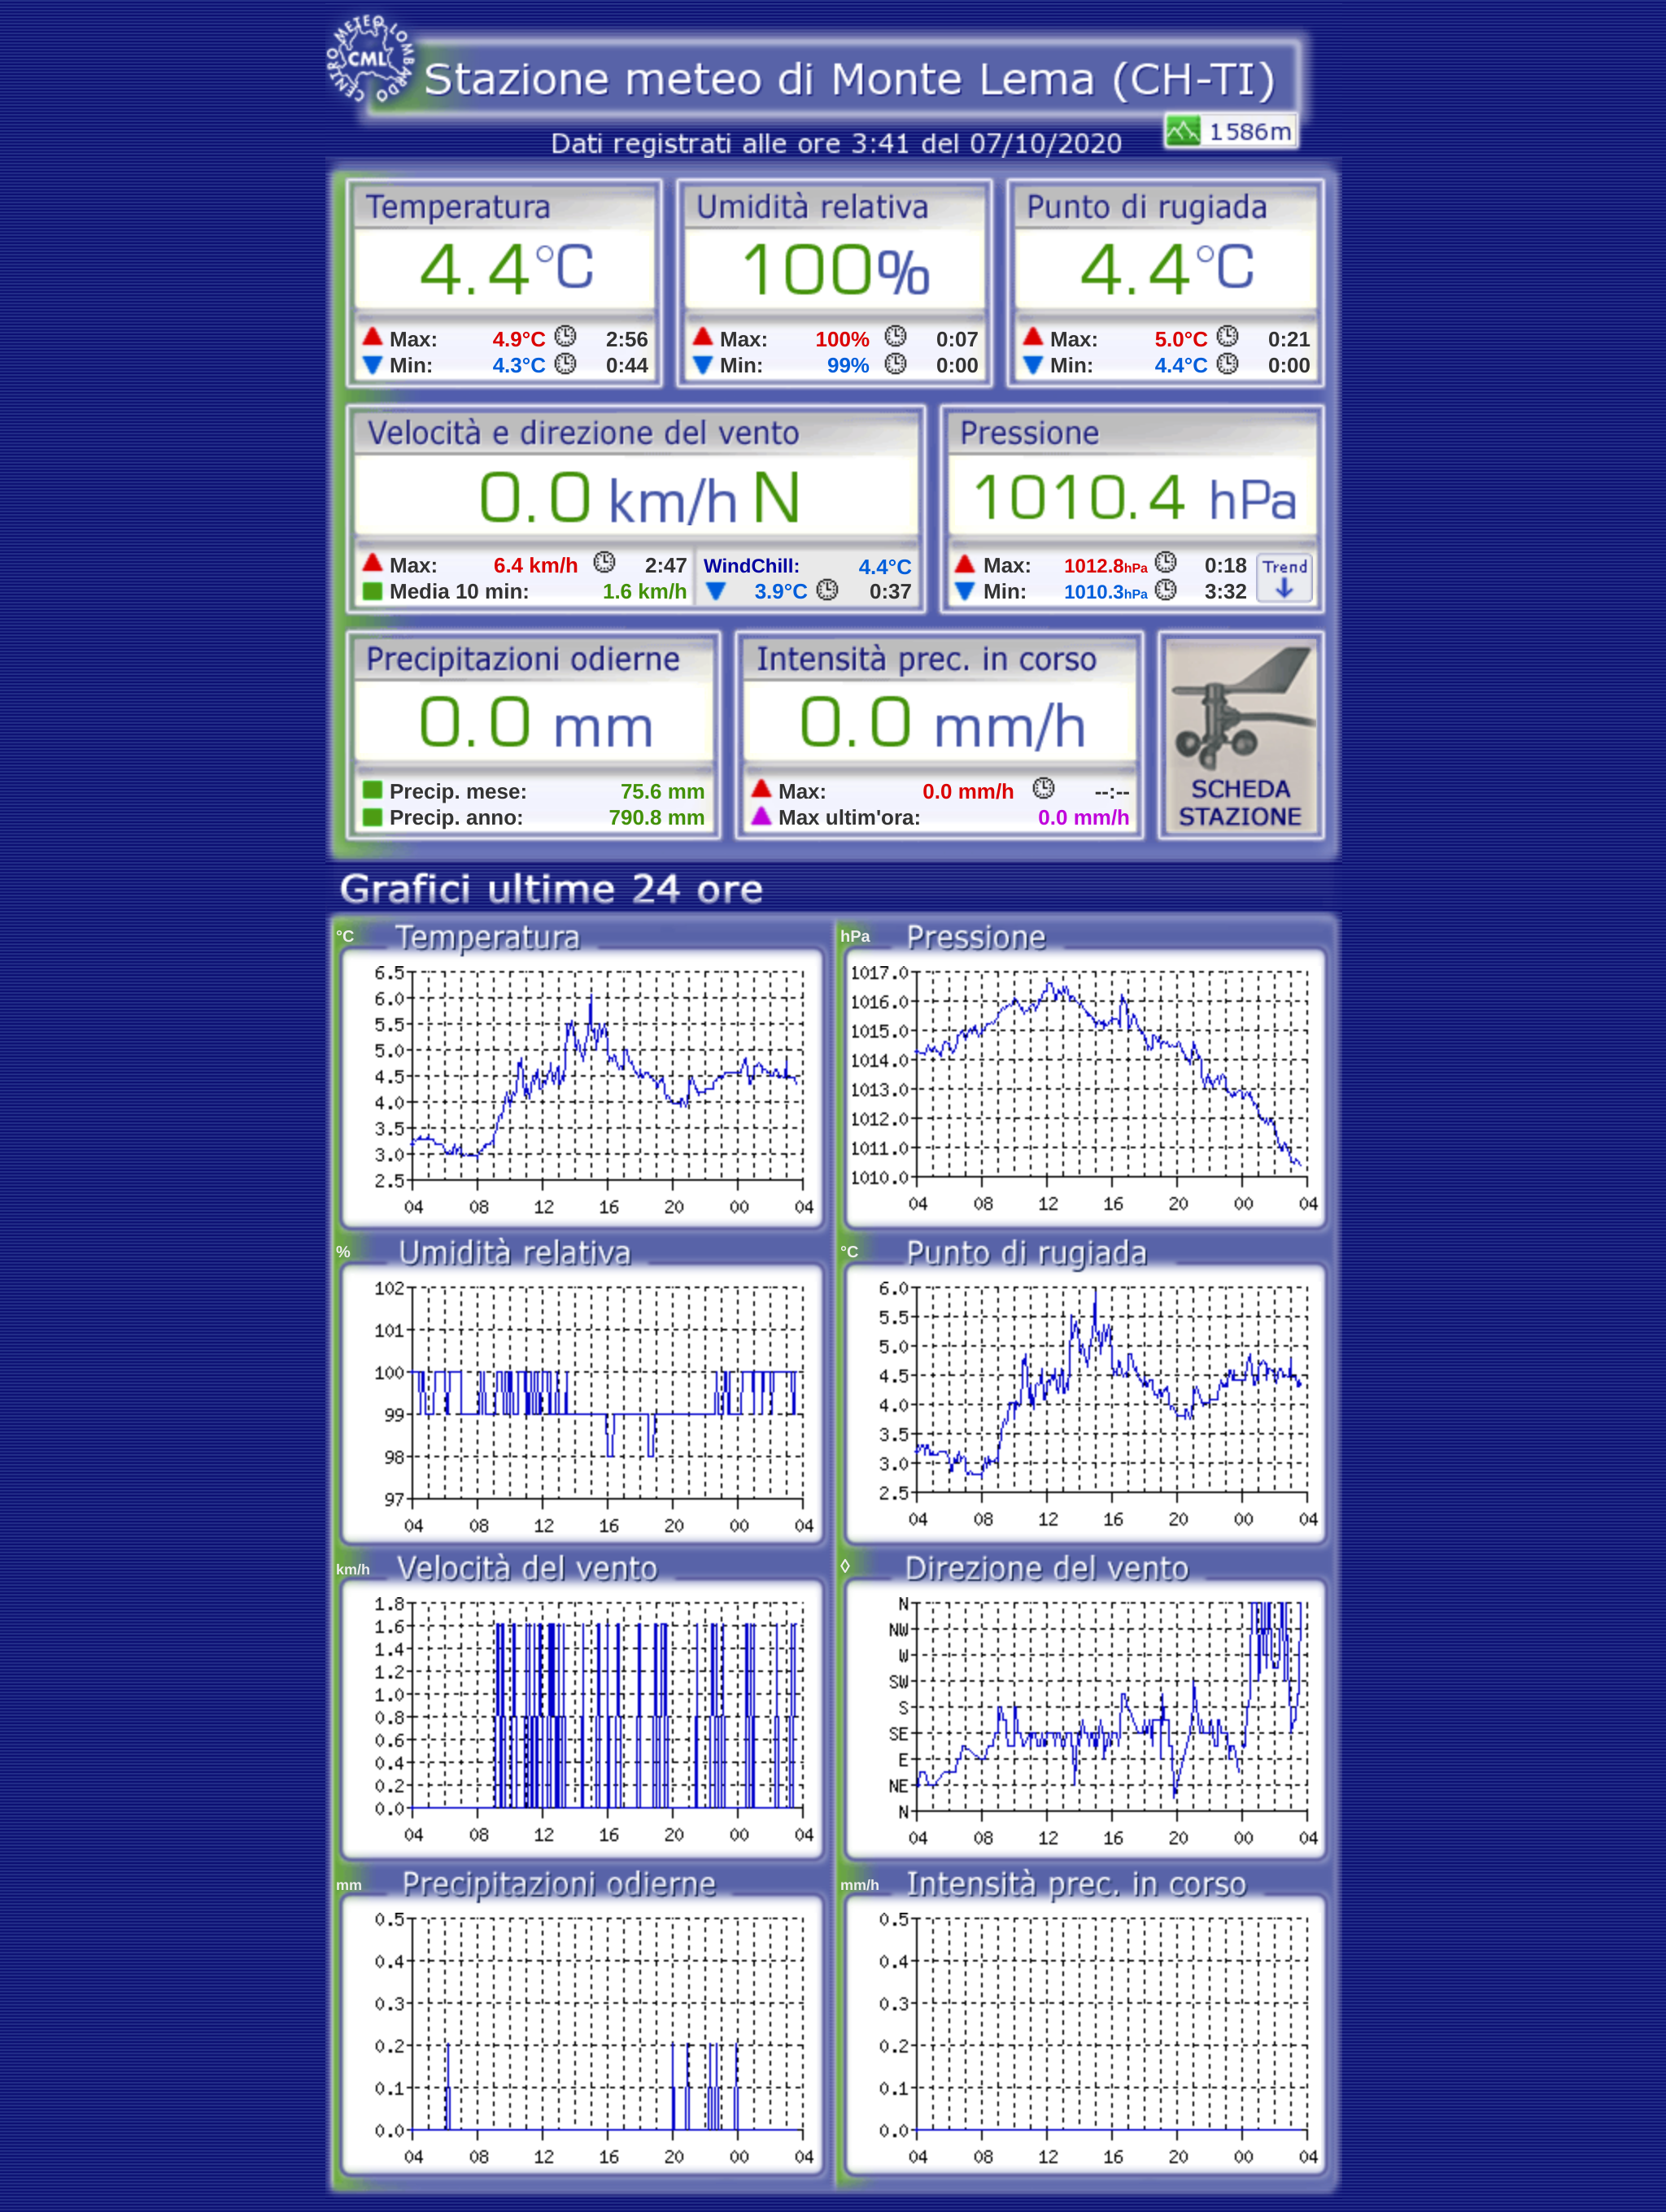 CENTRO METEO LOMBARDO
CML
Stazione meteo di Monte Lema (CH-TI)
Dati registrati alle ore 3:41 del 07/10/2020
1586m
Temperatura
4.4°C
Max: 4.9°C 2:56
Min: 4.3°C 0:44
Umidità relativa
100%
Max: 100% 0:07
Min: 99% 0:00
Punto di rugiada
4.4°C
Max: 5.0°C 0:21
Min: 4.4°C 0:00
Velocità e direzione del vento
0.0 km/h N
Max: 6.4 km/h 2:47
Media 10 min: 1.6 km/h
WindChill: 4.4°C
3.9°C 0:37
Pressione
1010.4 hPa
Max: 1012.8hPa 0:18
Min: 1010.3hPa 3:32
Trend
Precipitazioni odierne
0.0 mm
Precip. mese: 75.6 mm
Precip. anno: 790.8 mm
Intensità prec. in corso
0.0 mm/h
Max: 0.0 mm/h --:--
Max ultim'ora: 0.0 mm/h
SCHEDA
STAZIONE
Grafici ultime 24 ore
°C Temperatura
6.5
6.0
5.5
5.0
4.5
4.0
3.5
3.0
2.5
04 08 12 16 20 00 04
hPa Pressione
1017.0
1016.0
1015.0
1014.0
1013.0
1012.0
1011.0
1010.0
04 08 12 16 20 00 04
% Umidità relativa
102
101
100
99
98
97
04 08 12 16 20 00 04
°C Punto di rugiada
6.0
5.5
5.0
4.5
4.0
3.5
3.0
2.5
04 08 12 16 20 00 04
km/h Velocità del vento
1.8
1.6
1.4
1.2
1.0
0.8
0.6
0.4
0.2
0.0
04 08 12 16 20 00 04
◊ Direzione del vento
N
NW
W
SW
S
SE
E
NE
N
04 08 12 16 20 00 04
mm Precipitazioni odierne
0.5
0.4
0.3
0.2
0.1
0.0
04 08 12 16 20 00 04
mm/h Intensità prec. in corso
0.5
0.4
0.3
0.2
0.1
0.0
04 08 12 16 20 00 04